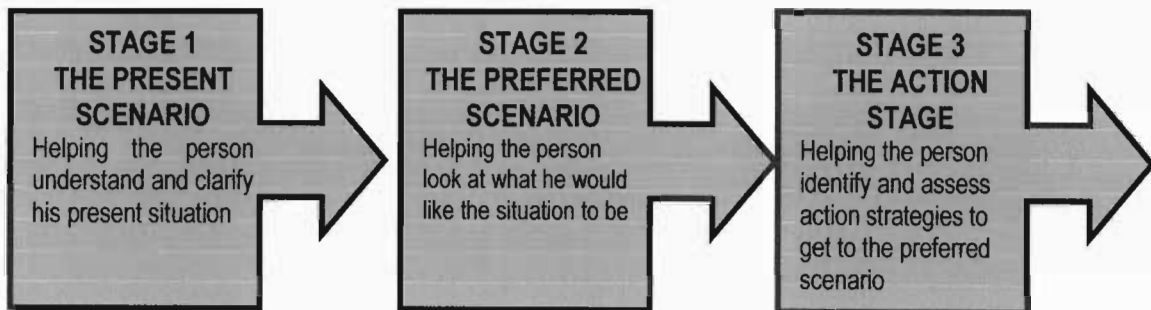 STAGE 1
THE PRESENT
SCENARIO
Helping the person
understand and clarify
his present situation
STAGE 2
THE PREFERRED
SCENARIO
Helping the person
look at what he would
like the situation to be
STAGE 3
THE ACTION
STAGE
Helping the person
identify and assess
action strategies to
get to the preferred
scenario